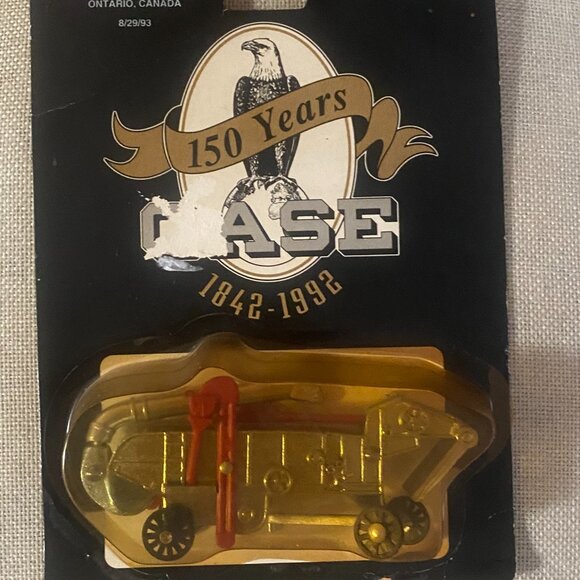 ONTARIO, CANADA
8/29/93
150 Years
CASE
1842-1992